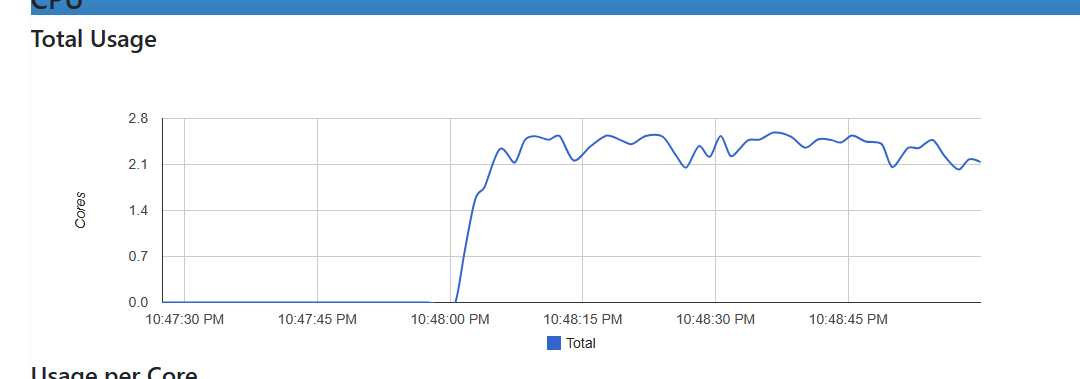 CPU
Total Usage
2.8
2.1
1.4
0.7
0.0
Cores
10:47:30 PM 10:47:45 PM 10:48:00 PM 10:48:15 PM 10:48:30 PM 10:48:45 PM
Total
Usage per Core